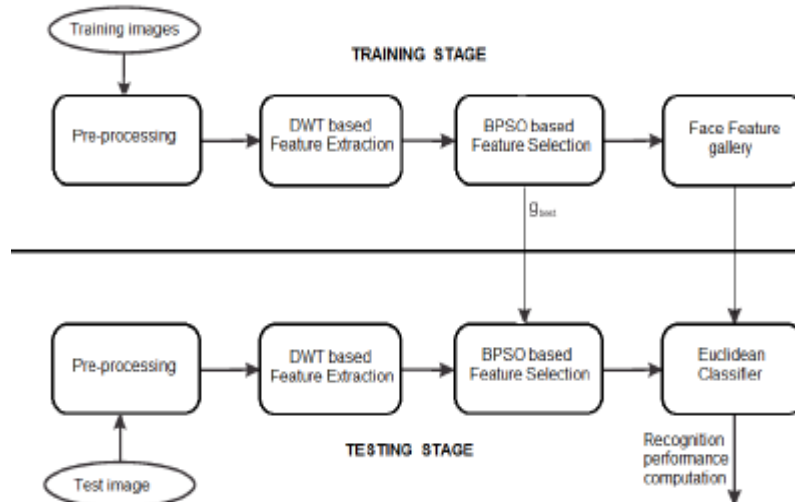 Training images
TRAINING STAGE
Pre-processing
DWT based
Feature Extraction
BPSO based
Feature Selection
Face Feature
gallery
gbest
Pre-processing
DWT based
Feature Extraction
BPSO based
Feature Selection
Euclidean
Classifier
TESTING STAGE
Recognition
performance
computation
Test image